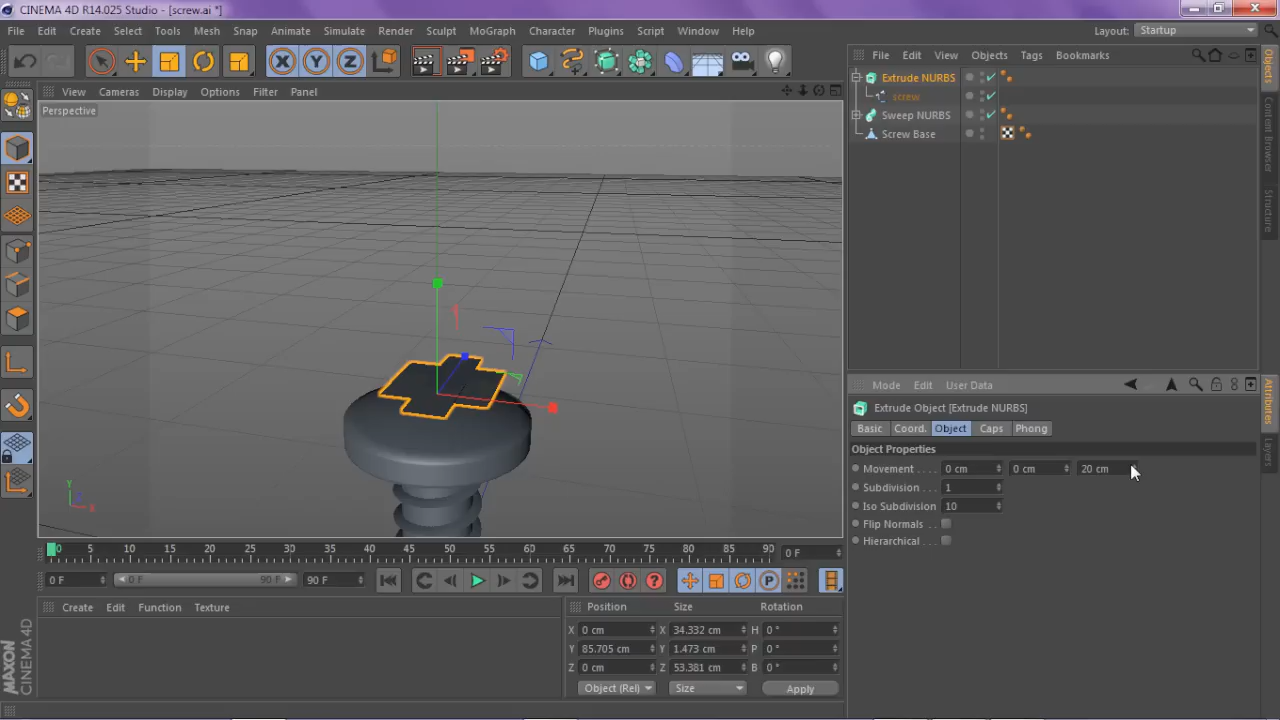 CINEMA 4D R14.025 Studio - [screw.ai *]
File Edit Create Select Tools Mesh Snap Animate Simulate Render Sculpt MoGraph Character Plugins Script Window Help
Layout: Startup
X Y Z
File Edit View Objects Tags Bookmarks
View Cameras Display Options Filter Panel
Perspective
Extrude NURBS
screw
Sweep NURBS
Screw Base
Objects
Content Browser
Structure
Mode Edit User Data
Extrude Object [Extrude NURBS]
Basic Coord. Object Caps Phong
Object Properties
Movement . . . . 0 cm 0 cm 20 cm
Subdivision . . . 1
Iso Subdivision 10
Flip Normals . .
Hierarchical . .
Attributes
Layers
Y
X
0 5 10 15 20 25 30 35 40 45 50 55 60 65 70 75 80 85 90 0 F
0 F 0 F 90 F 90 F
P
Create Edit Function Texture
Position Size Rotation
X 0 cm X 34.332 cm H 0 °
Y 85.705 cm Y 1.473 cm P 0 °
Z 0 cm Z 53.381 cm B 0 °
Object (Rel) Size Apply
MAXON CINEMA 4D